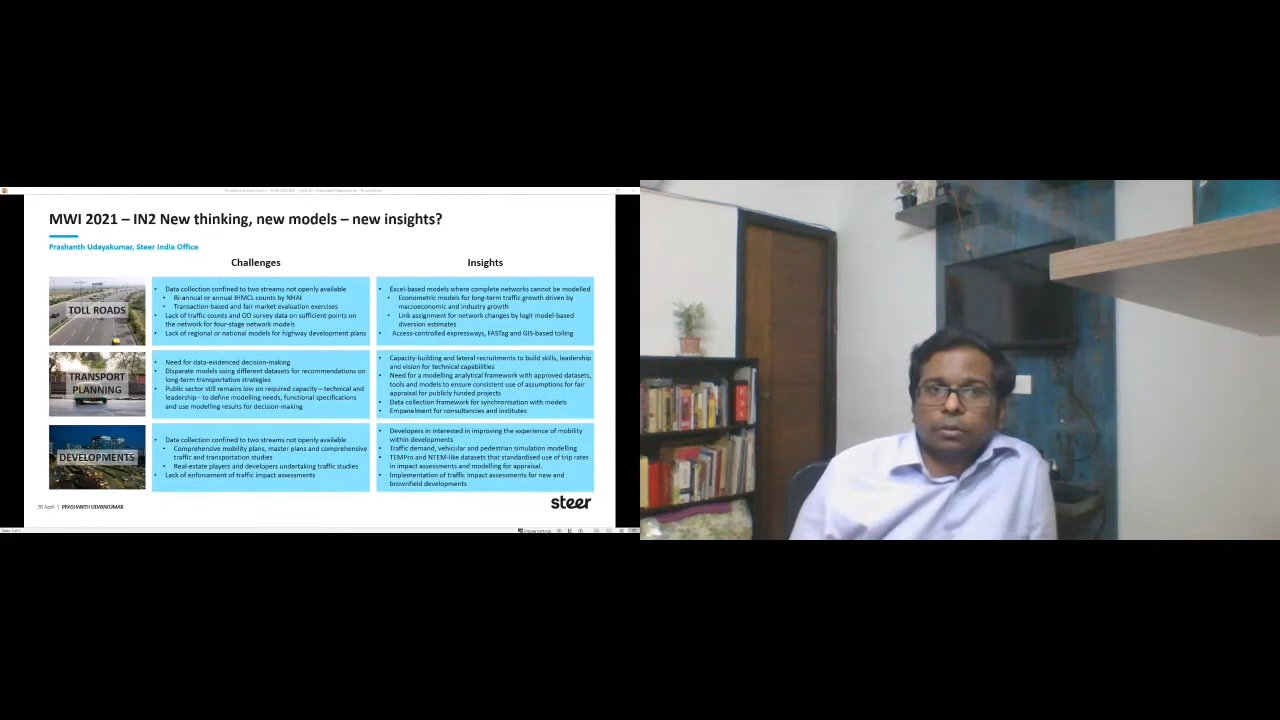 MWI 2021 – IN2 New thinking, new models – new insights?
Prashanth Udayakumar, Steer India Office
Challenges
Insights
TOLL ROADS
• Data collection confined to two streams not openly available
• Bi-annual or annual IHMCL counts by NHAI
• Transaction-based and fair market evaluation exercises
• Lack of traffic counts and OD survey data on sufficient points
on the network for four-stage network models
• Lack of regional or national models for highway development plans
• Excel-based models where complete networks cannot be modelled
• Econometric models for long-term traffic growth driven by
macroeconomic and industry growth
• Link assignment for network changes by logit model-based
diversion estimates
• Access-controlled expressways, FASTag and GIS-based tolling
TRANSPORT
PLANNING
• Need for data-evidenced decision-making
• Disparate models using different datasets for recommendations on
long-term transportation strategies
• Public sector still remains low on required capacity – technical and
leadership - to define modelling needs, functional specifications
and use modelling results for decision-making
• Capacity-building and lateral recruitments to build skills, leadership
and vision for technical capabilities
• Need for a modelling analytical framework with approved datasets,
tools and models to ensure consistent use of assumptions for fair
appraisal for publicly funded projects
• Data collection framework for synchronisation with models
• Empanelment for consultancies and institutes
DEVELOPMENTS
• Data collection confined to two streams not openly available
• Comprehensive mobility plans, master plans and comprehensive
traffic and transportation studies
• Real-estate players and developers undertaking traffic studies
• Lack of enforcement of traffic impact assessments
• Developers in interested in improving the experience of mobility
within developments
• Traffic demand, vehicular and pedestrian simulation modelling
• TEMPro and NTEM-like datasets that standardised use of trip rates
in impact assessments and modelling for appraisal.
• Implementation of traffic impact assessments for new and
brownfield developments
20 April | PRASHANTH UDAYAKUMAR
steer